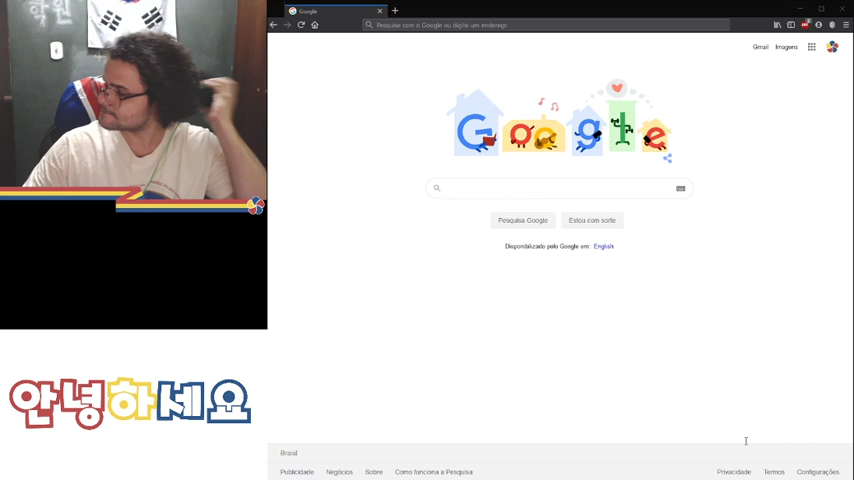 학원
Google
Pesquise com o Google ou digite um endereço
Gmail Imagens
Google
Pesquisa Google Estou com sorte
Disponibilizado pelo Google em: English
안녕하세요
Brasil
Publicidade Negócios Sobre Como funciona a Pesquisa Privacidade Termos Configurações